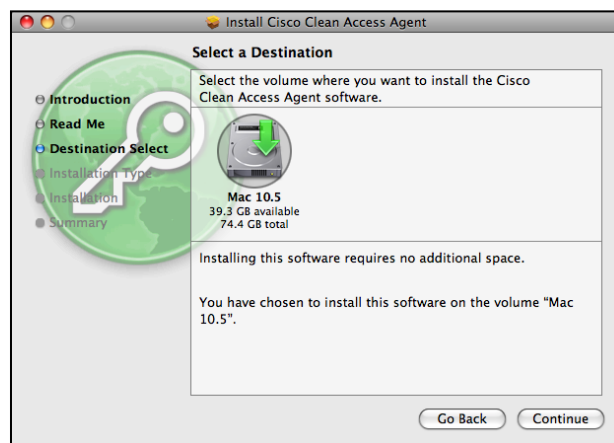 Install Cisco Clean Access Agent
Select a Destination
Introduction
Read Me
Destination Select
Installation Type
Installation
Summary
Select the volume where you want to install the Cisco
Clean Access Agent software.
Mac 10.5
39.3 GB available
74.4 GB total
Installing this software requires no additional space.
You have chosen to install this software on the volume “Mac
10.5”.
Go Back
Continue